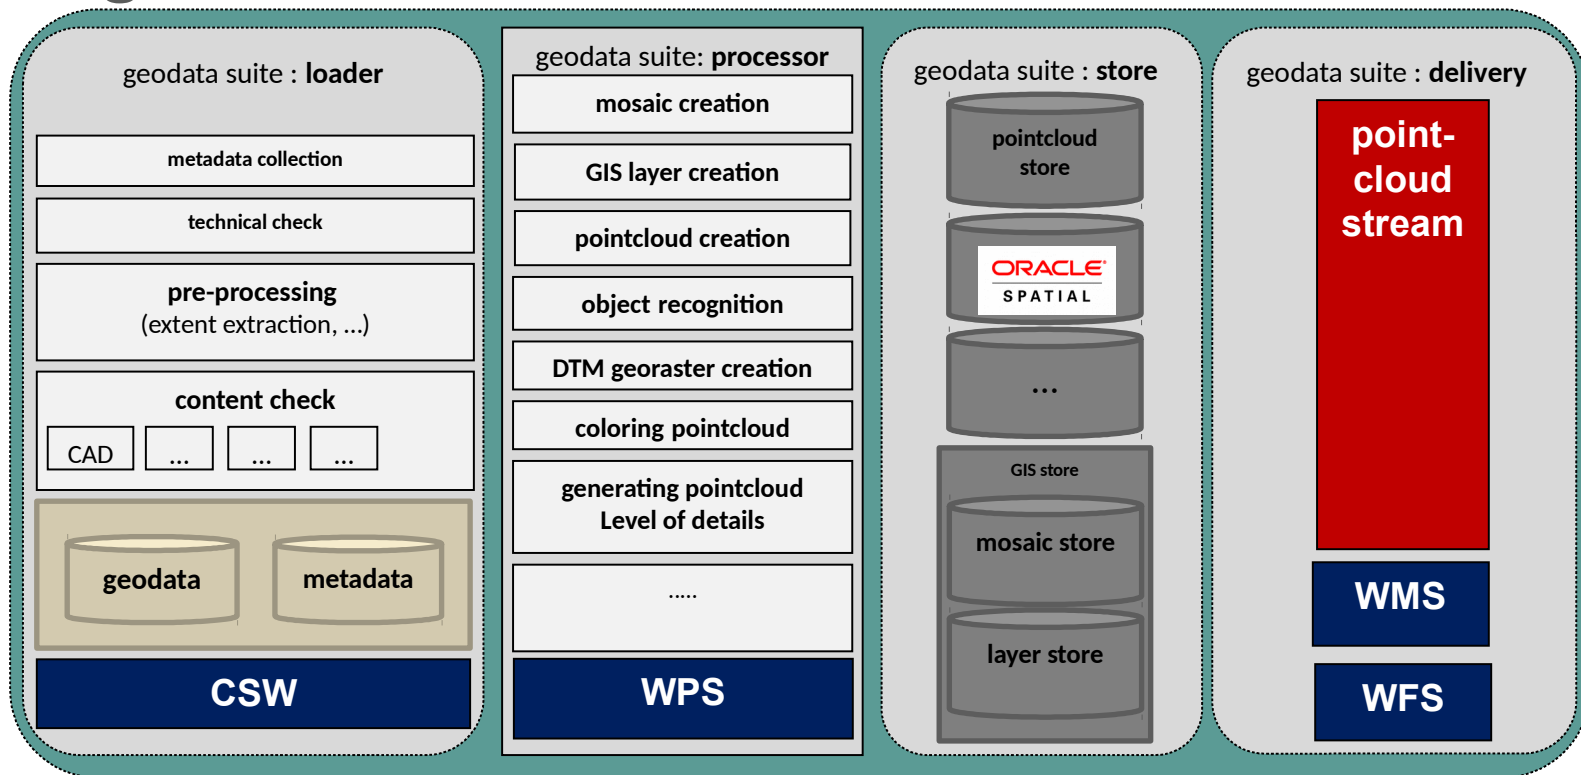 geodata suite : loader
metadata collection
technical check
pre-processing
(extent extraction, ...)
content check
CAD
...
...
...
geodata
metadata
CSW
geodata suite: processor
mosaic creation
GIS layer creation
pointcloud creation
object recognition
DTM georaster creation
coloring pointcloud
generating pointcloud
Level of details
.....
WPS
geodata suite : store
pointcloud
store
ORACLE®
SPATIAL
...
GIS store
mosaic store
layer store
geodata suite : delivery
point-
cloud
stream
WMS
WFS